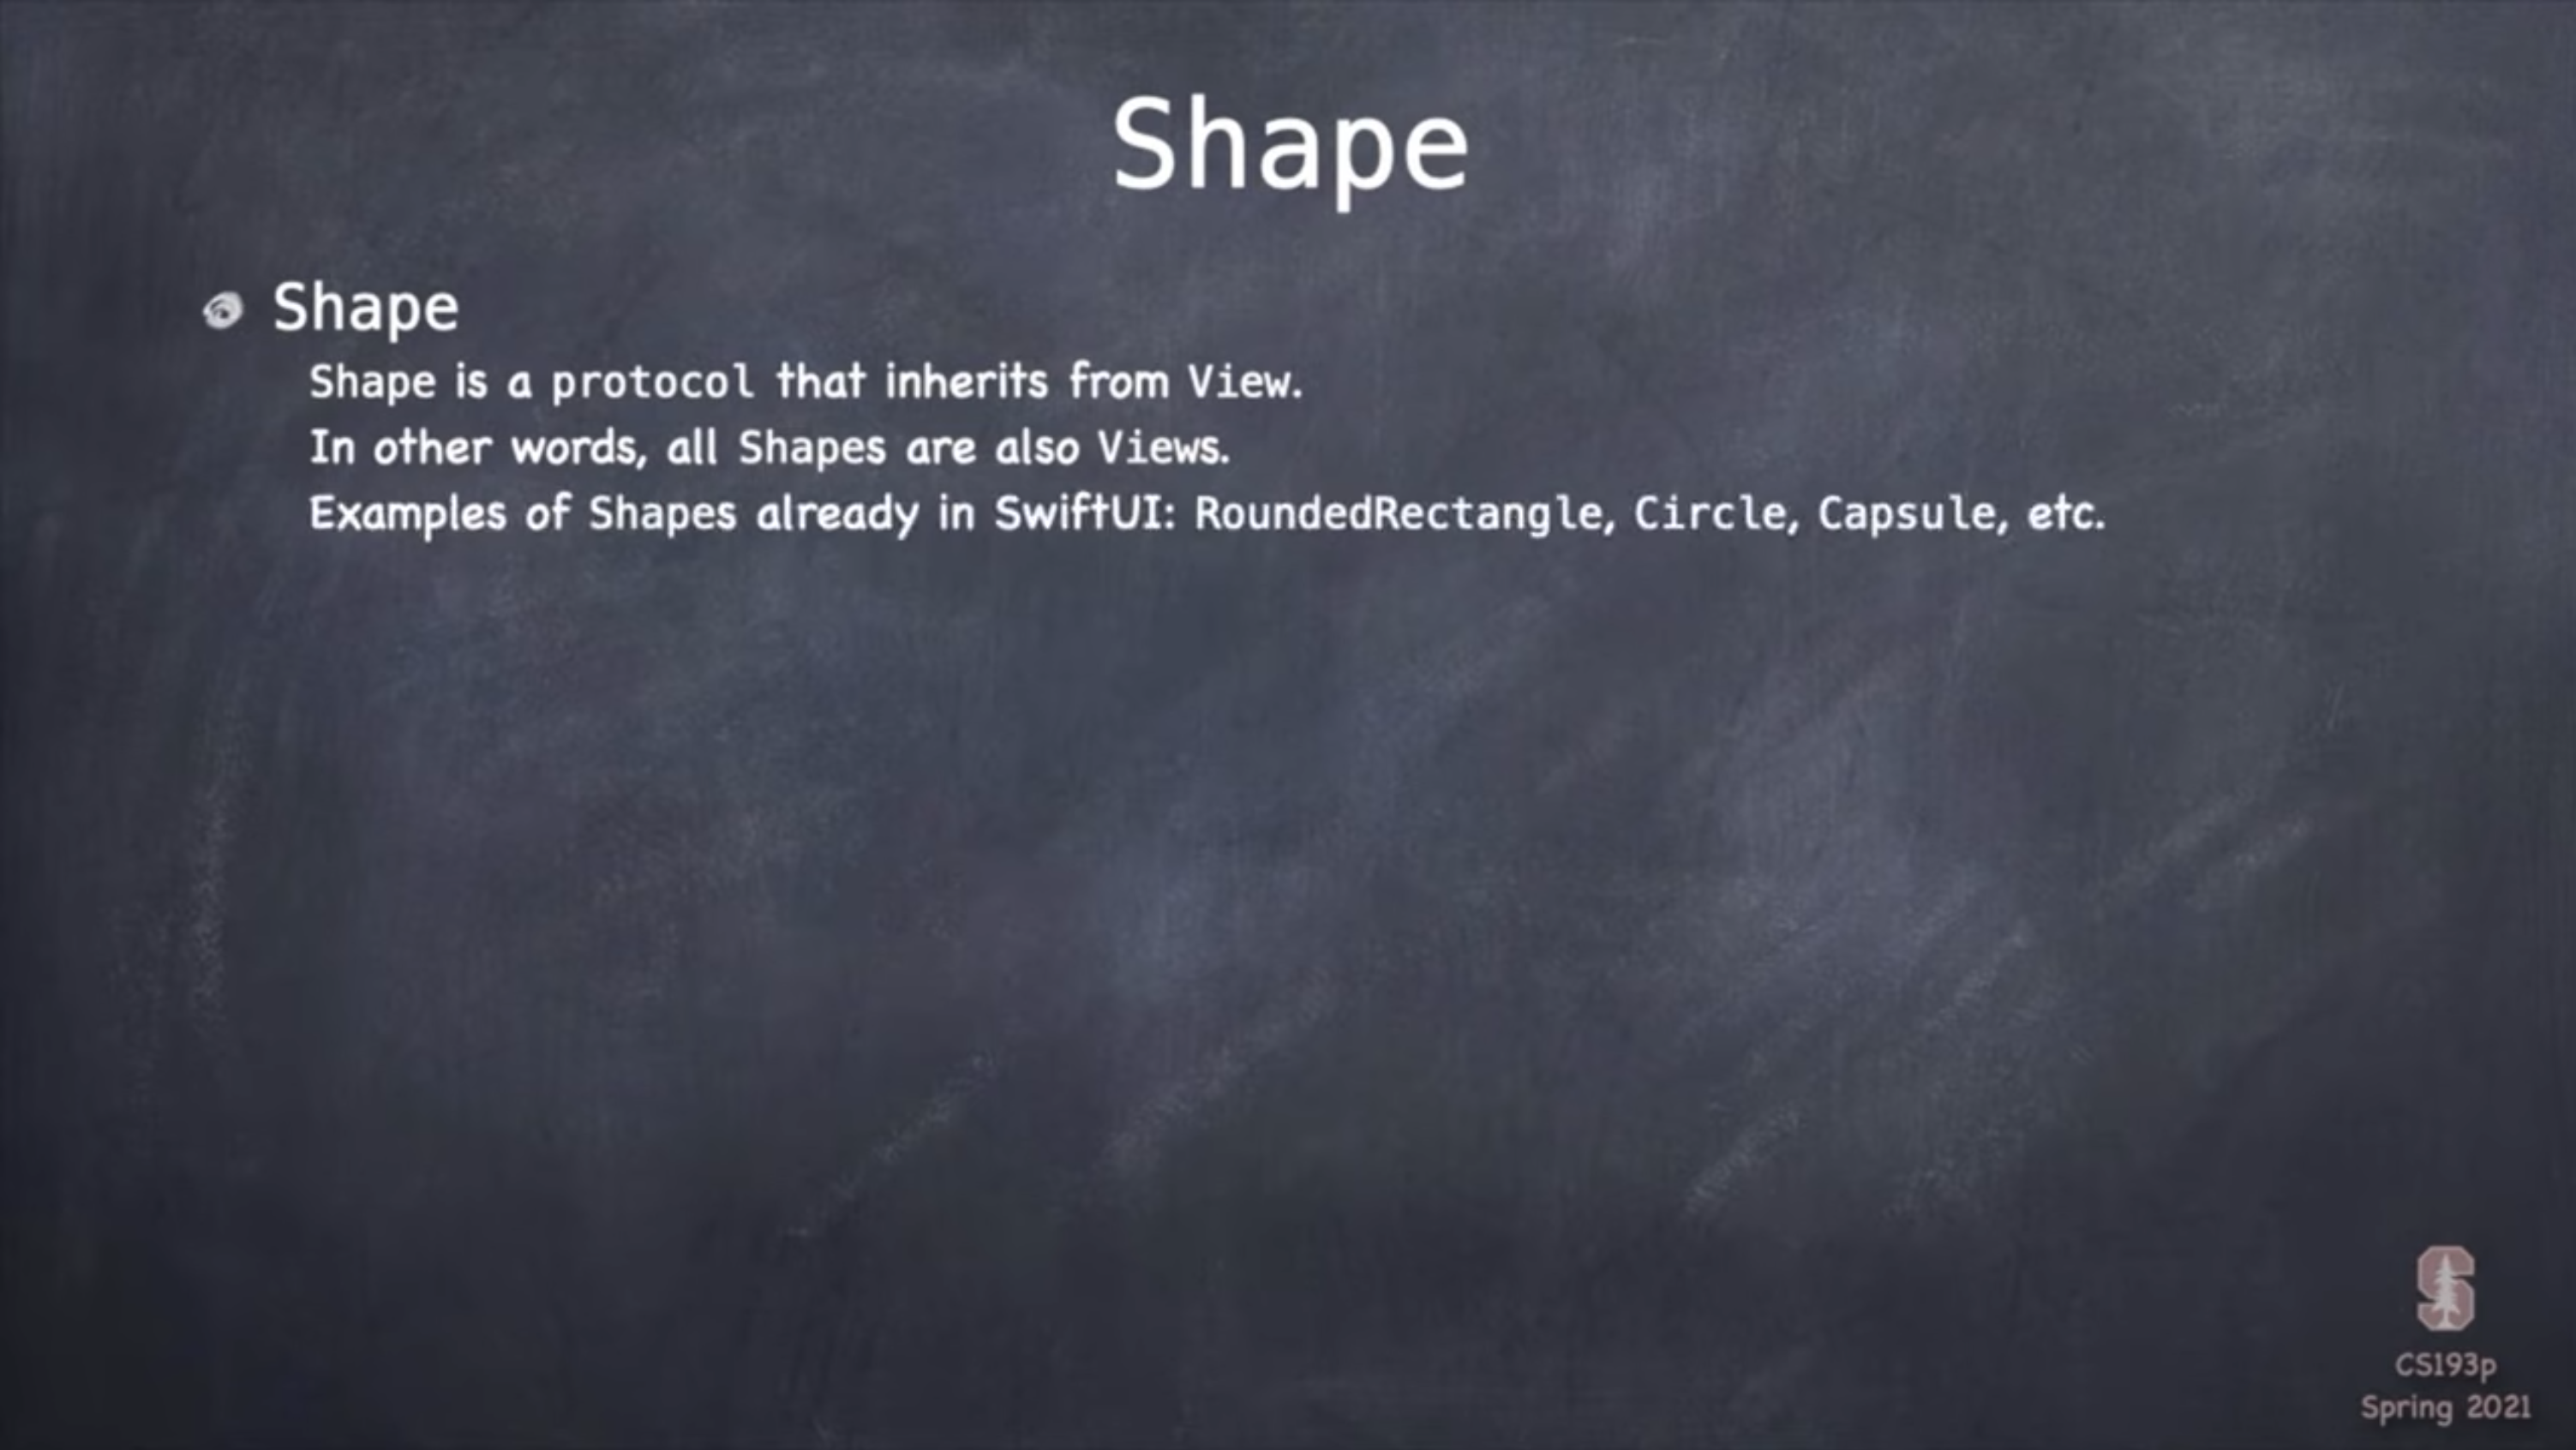 Shape
Shape
Shape is a protocol that inherits from View.
In other words, all Shapes are also Views.
Examples of Shapes already in SwiftUI: RoundedRectangle, Circle, Capsule, etc.
S
CS193p
Spring 2021